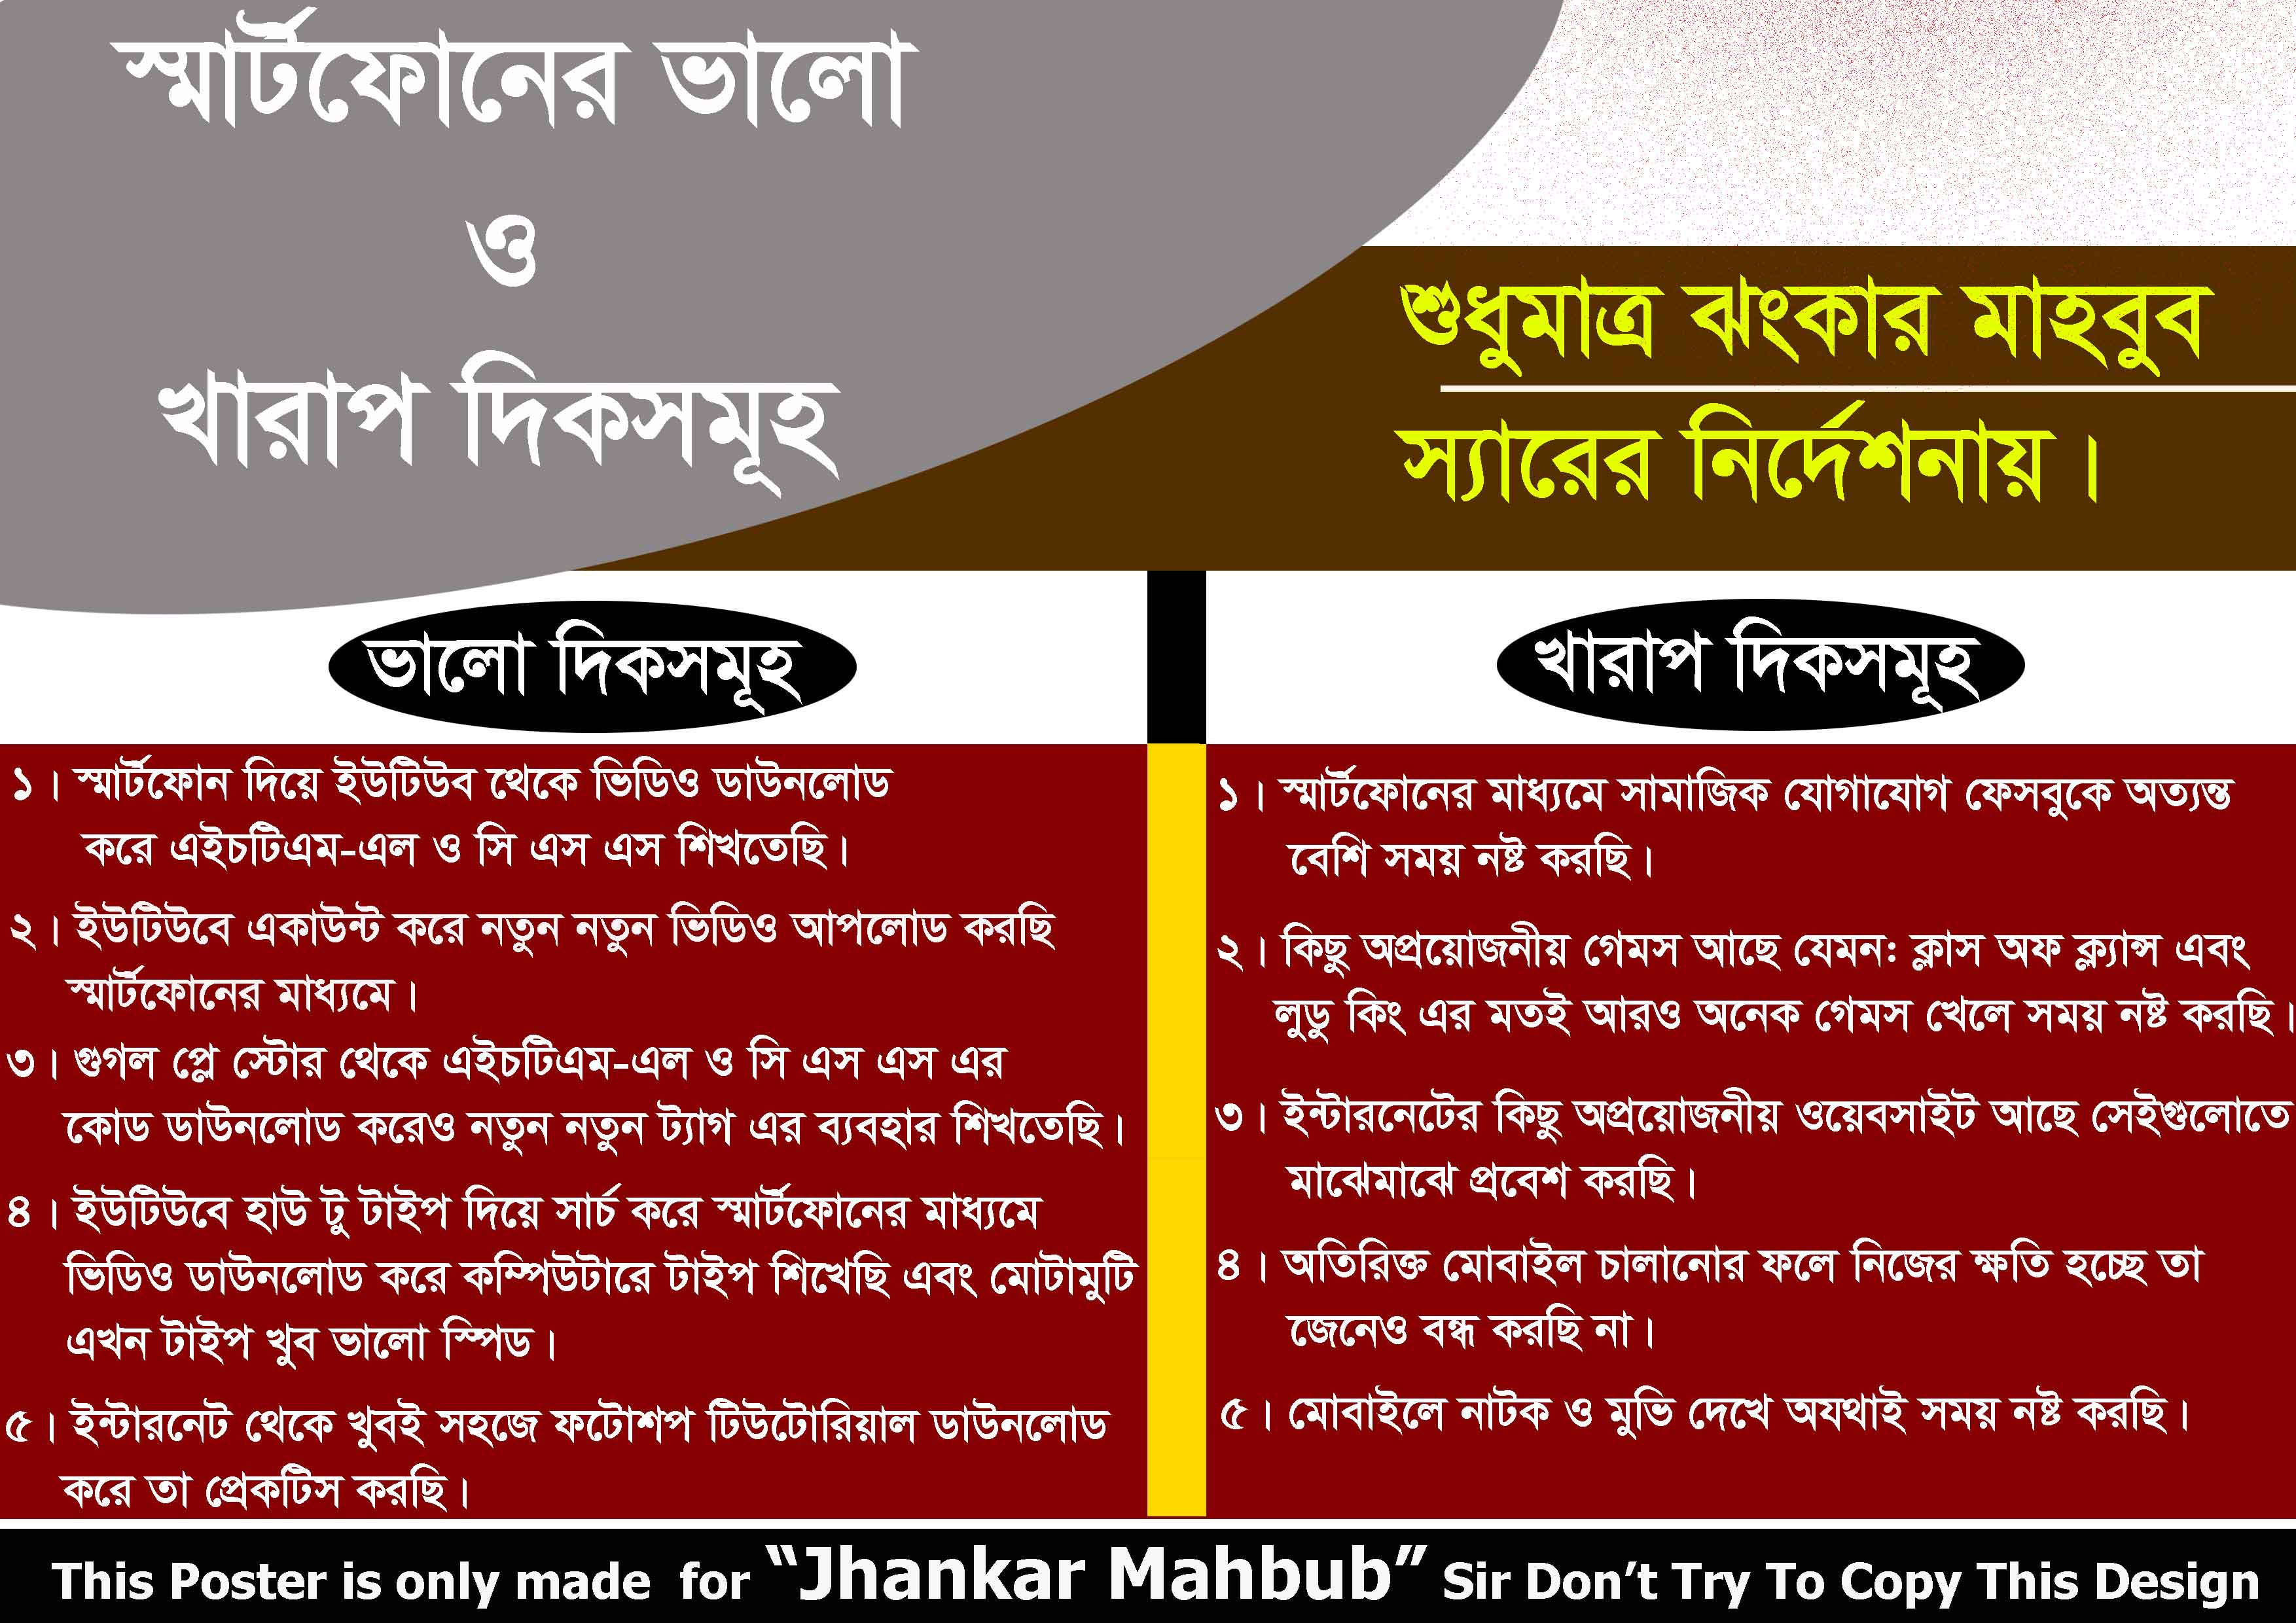 স্মার্টফোনের ভালো
ও
খারাপ দিকসমূহ
শুধুমাত্র ঝংকার মাহবুব
স্যারের নির্দেশনায়।
ভালো দিকসমূহ
১। স্মার্টফোন দিয়ে ইউটিউব থেকে ভিডিও ডাউনলোড
করে এইচটিএম-এল ও সি এস এস শিখতেছি।
২। ইউটিউবে একাউন্ট করে নতুন নতুন ভিডিও আপলোড করছি
স্মার্টফোনের মাধ্যমে।
৩। গুগল প্লে স্টোর থেকে এইচটিএম-এল ও সি এস এস এর
কোড ডাউনলোড করেও নতুন নতুন ট্যাগ এর ব্যবহার শিখতেছি।
৪। ইউটিউবে হাউ টু টাইপ দিয়ে সার্চ করে স্মার্টফোনের মাধ্যমে
ভিডিও ডাউনলোড করে কম্পিউটারে টাইপ শিখেছি এবং মোটামুটি
এখন টাইপ খুব ভালো স্পিড।
৫। ইন্টারনেট থেকে খুবই সহজে ফটোশপ টিউটোরিয়াল ডাউনলোড
করে তা প্রেকটিস করছি।
খারাপ দিকসমূহ
১। স্মার্টফোনের মাধ্যমে সামাজিক যোগাযোগ ফেসবুকে অত্যন্ত
বেশি সময় নষ্ট করছি।
২। কিছু অপ্রয়োজনীয় গেমস আছে যেমন: ক্লাস অফ ক্ল্যান্স এবং
লুডু কিং এর মতই আরও অনেক গেমস খেলে সময় নষ্ট করছি।
৩। ইন্টারনেটের কিছু অপ্রয়োজনীয় ওয়েবসাইট আছে সেইগুলোতে
মাঝেমাঝে প্রবেশ করছি।
৪। অতিরিক্ত মোবাইল চালানোর ফলে নিজের ক্ষতি হচ্ছে তা
জেনেও বন্ধ করছি না।
৫। মোবাইলে নাটক ও মুভি দেখে অযথাই সময় নষ্ট করছি।
This Poster is only made for “Jhankar Mahbub” Sir Don’t Try To Copy This Design